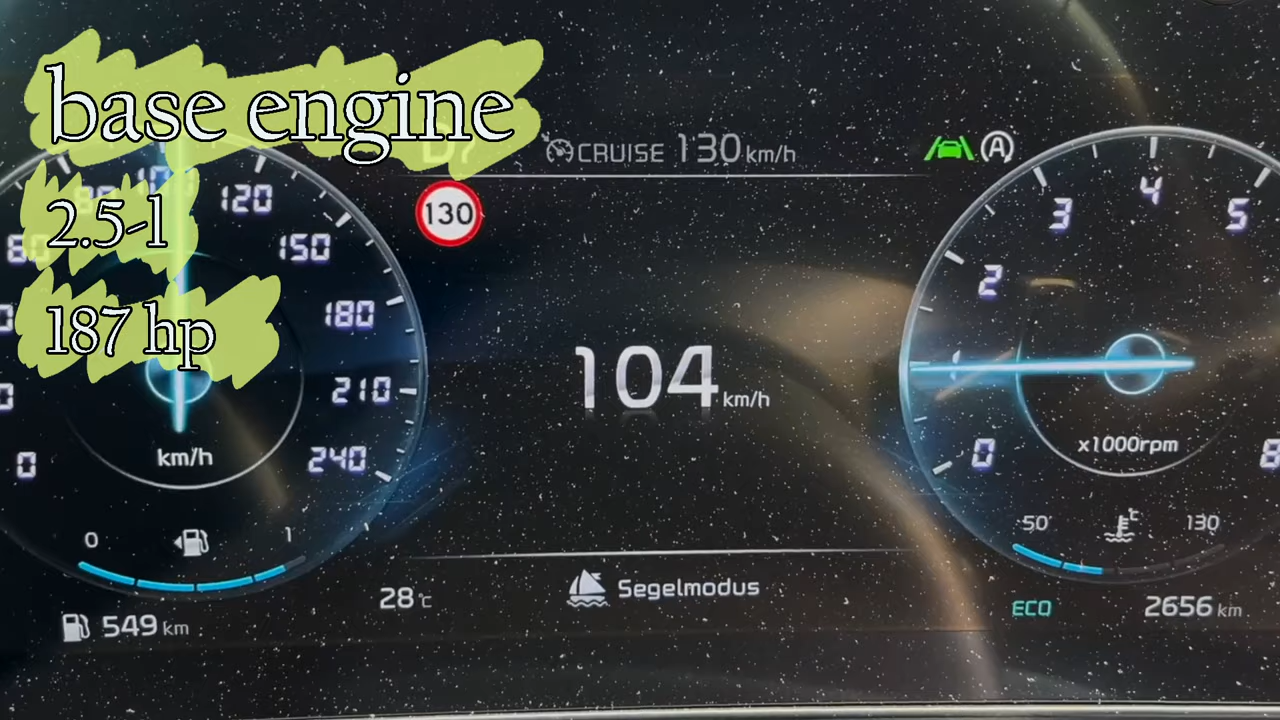 base engine
2.5-l
187 hp
CRUISE 130 km/h
A
130
120
150
180
210
240
0
km/h
104 km/h
0
2
3
4
5
8
x1000rpm
0
1
50
°C
130
28 °C
Segelmodus
ECO
2656 km
549 km